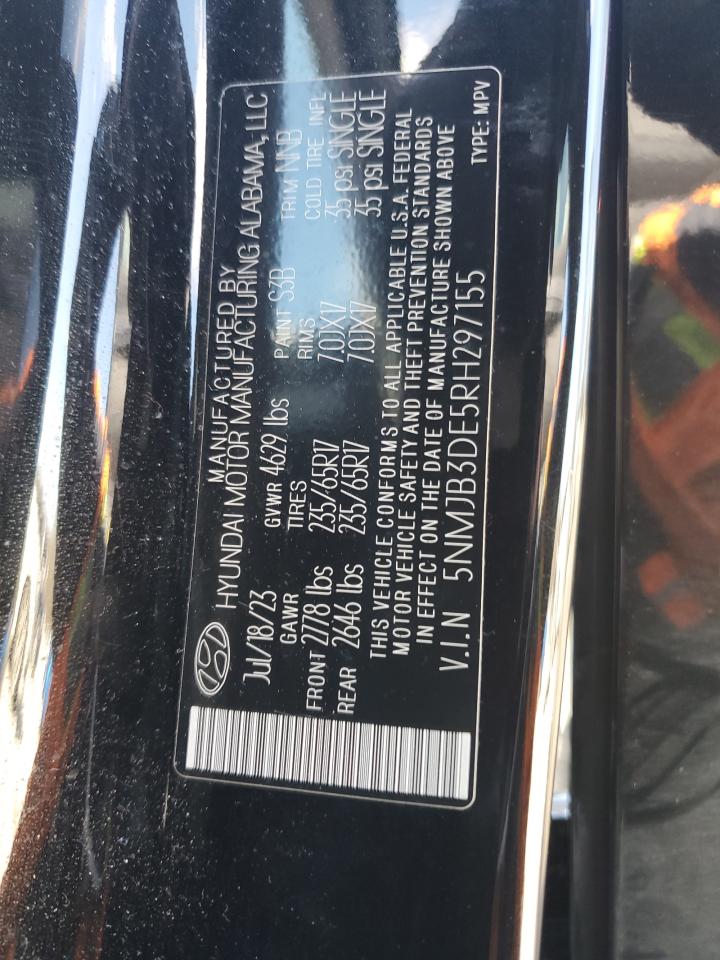 MANUFACTURED BY
HYUNDAI MOTOR MANUFACTURING ALABAMA, LLC
Jul/18/23 GVWR 4629 lbs PAINT S3B TRIM NNB
GAWR TIRES RIMS COLD TIRE INFL
FRONT 2778 lbs 235/65R17 7.0JX17 35 psi SINGLE
REAR 2646 lbs 235/65R17 7.0JX17 35 psi SINGLE
THIS VEHICLE CONFORMS TO ALL APPLICABLE U.S.A. FEDERAL
MOTOR VEHICLE SAFETY AND THEFT PREVENTION STANDARDS
IN EFFECT ON THE DATE OF MANUFACTURE SHOWN ABOVE
V.I.N 5NMJB3DE5RH297155
TYPE: MPV